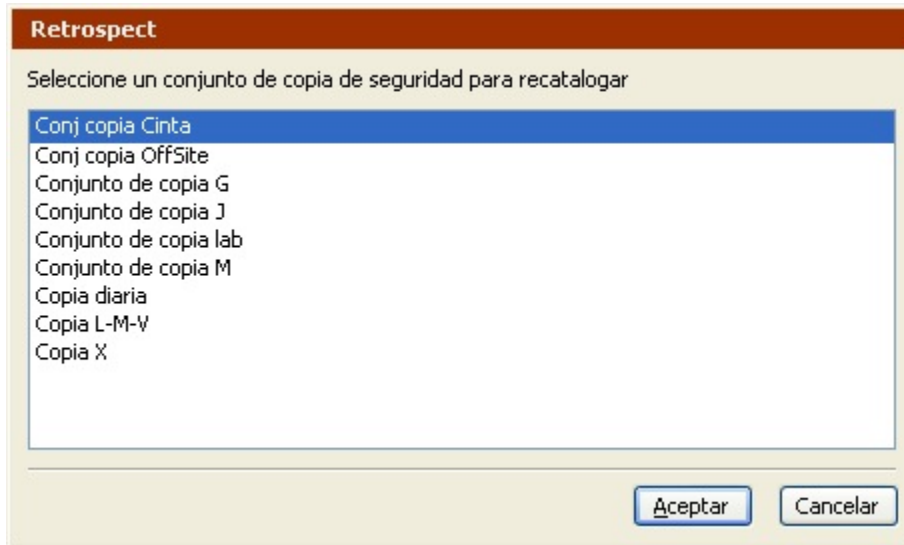 Retrospect
Seleccione un conjunto de copia de seguridad para recatalogar
Conj copia Cinta
Conj copia OffSite
Conjunto de copia G
Conjunto de copia J
Conjunto de copia lab
Conjunto de copia M
Copia diaria
Copia L-M-V
Copia X
Aceptar
Cancelar